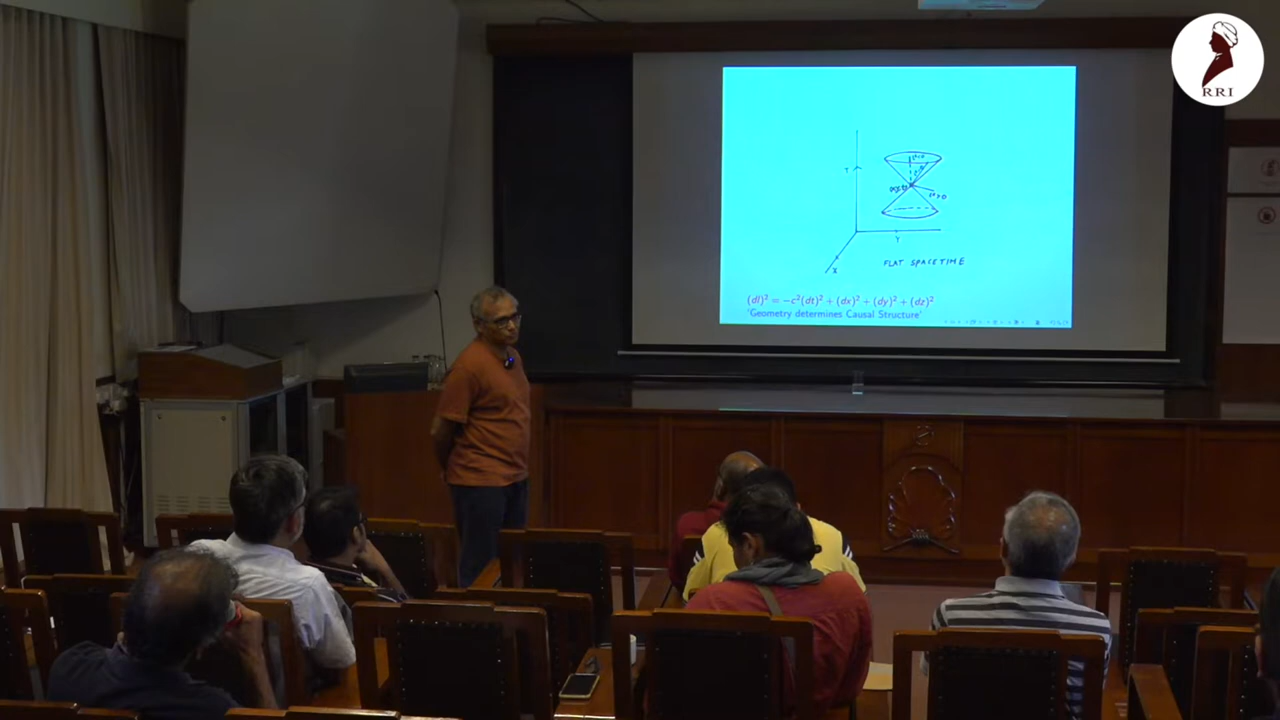 RRI
T
Y
X
FLAT SPACETIME
(dl)² = −c²(dt)² + (dx)² + (dy)² + (dz)²
'Geometry determines Causal Structure'